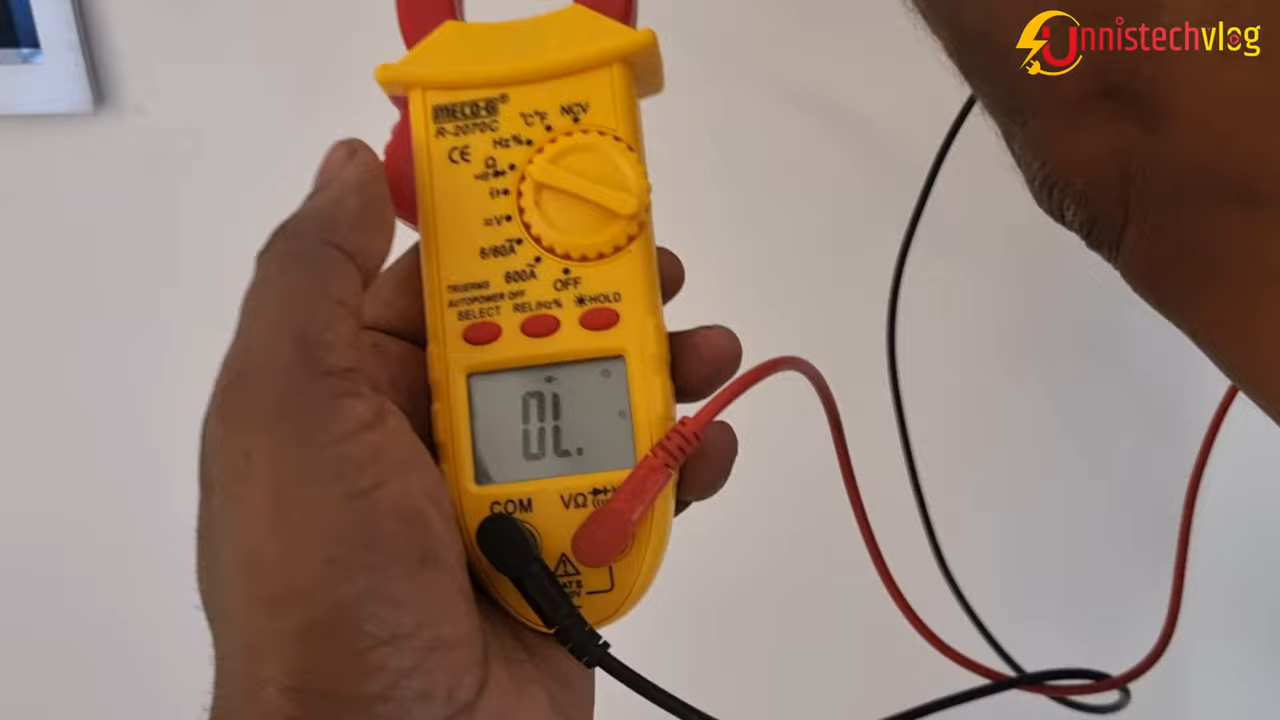 unnistechvlog
MECO-G®
R-2070C
CE
°C°F
NCV
Hz%
Ω
V
6/60A
600A
OFF
TRUERMS
AUTOPOWER OFF
SELECT
REL/Hz%
HOLD
OL.
COM
VΩ